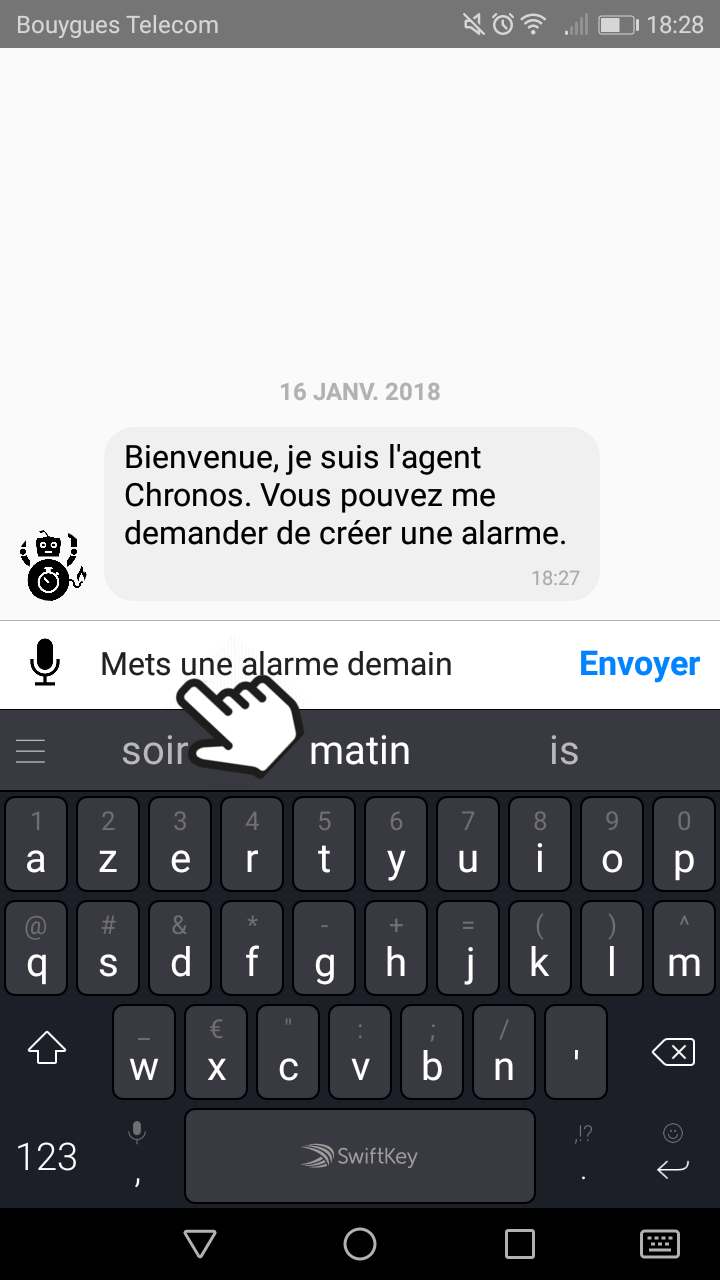 Bouygues Telecom 18:28
16 JANV. 2018
Bienvenue, je suis l'agent
Chronos. Vous pouvez me
demander de créer une alarme.
18:27
Mets une alarme demain Envoyer
soir matin is
1 2 3 4 5 6 7 8 9 0
a z e r t y u i o p
@ # & * - + = ( ) ^
q s d f g h j k l m
_ € " : ; /
w x c v b n '
123 , SwiftKey ,!? .